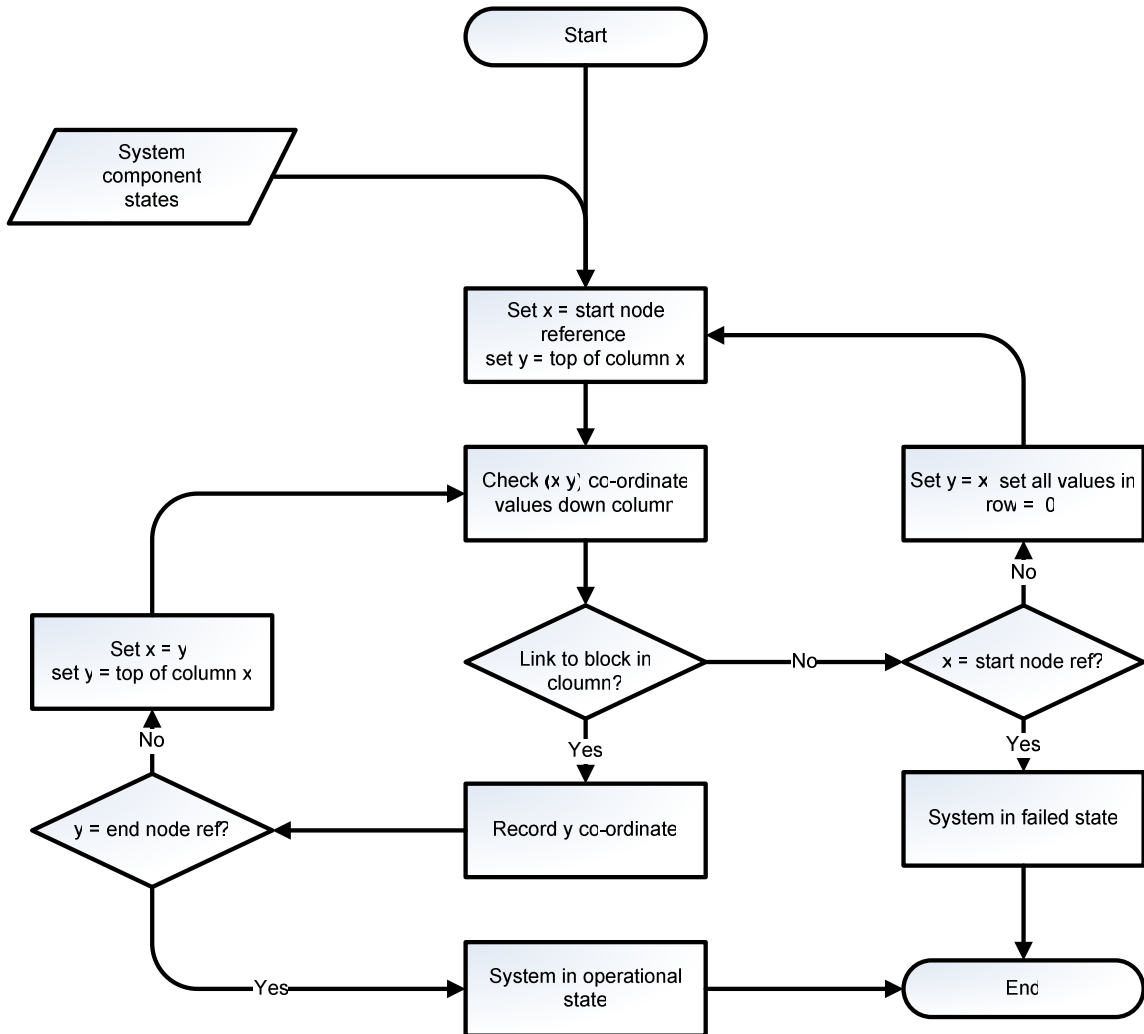 Start
System
component
states
Set x = start node
reference
set y = top of column x
Check (x y) co-ordinate
values down column
Set y = x set all values in
row = 0
No
Set x = y
set y = top of column x
Link to block in
cloumn?
No
x = start node ref?
No
Yes
Yes
y = end node ref?
Record y co-ordinate
System in failed state
System in operational
state
Yes
End